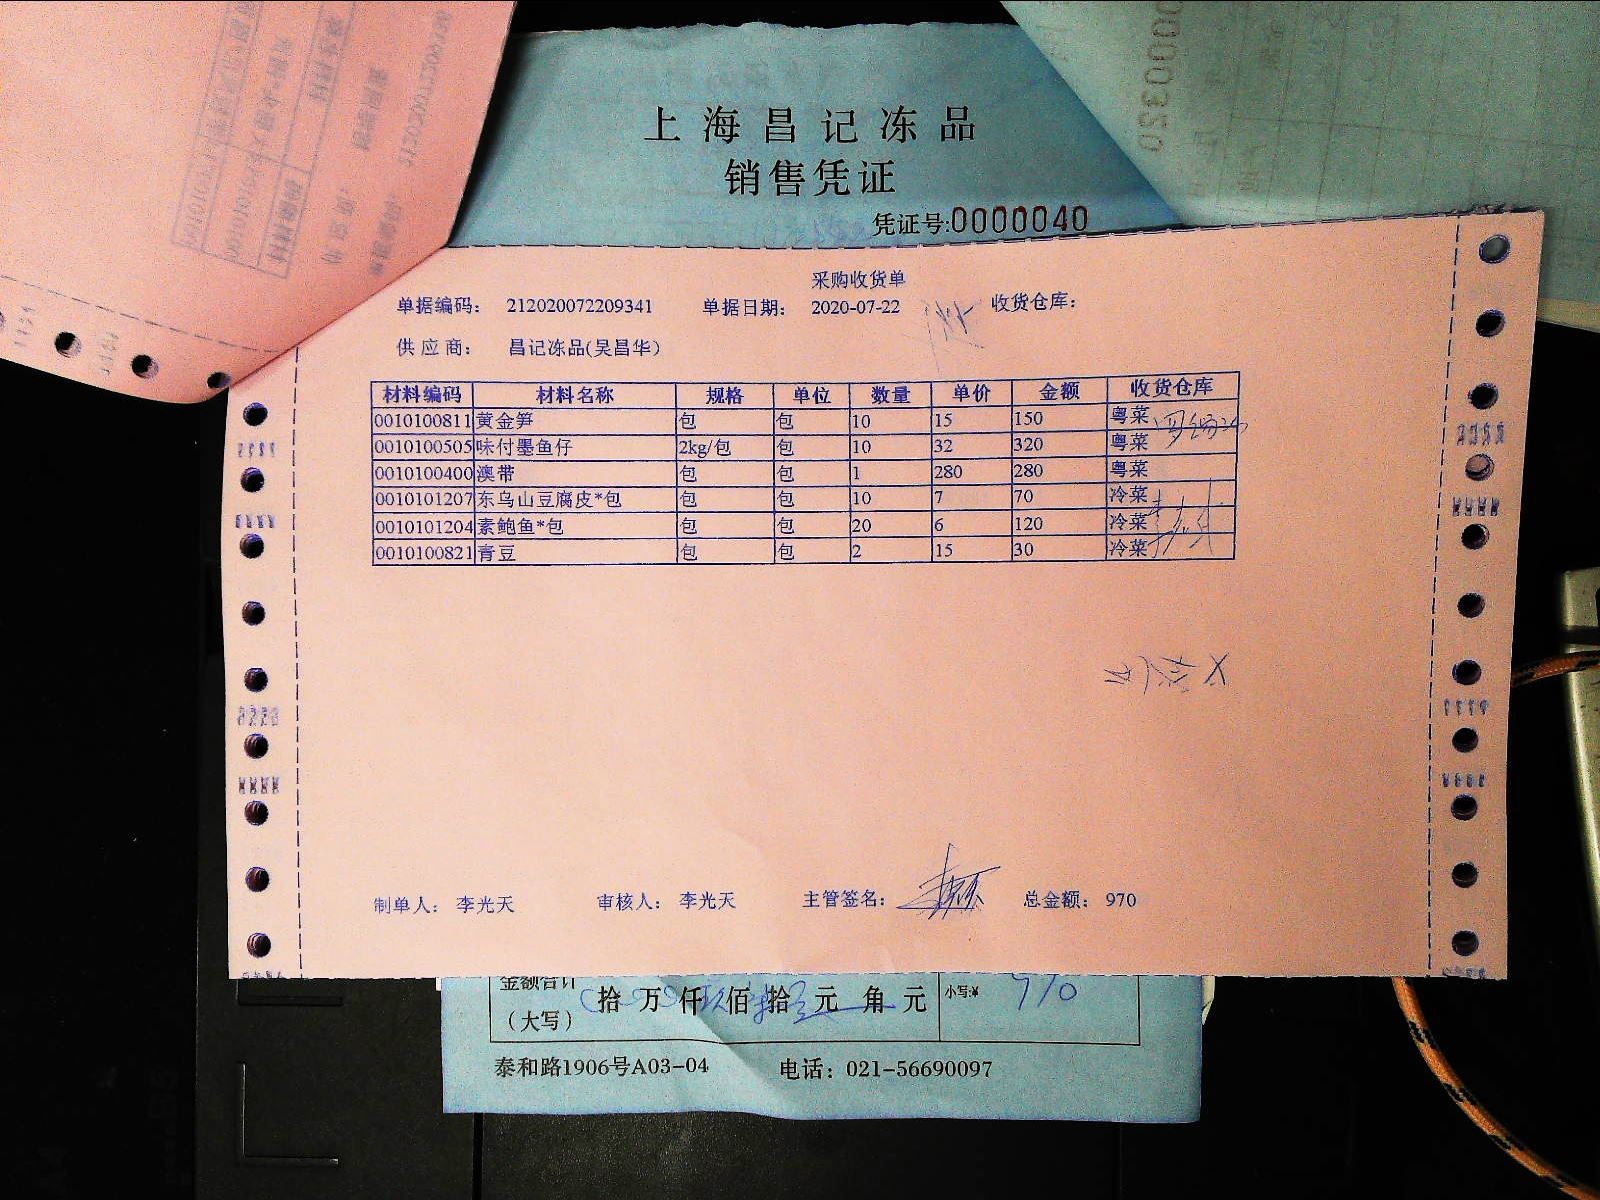 上海昌记冻品
销售凭证
凭证号:0000040
0000320
采购收货单
单据编码: 212020072209341 单据日期: 2020-07-22 收货仓库:
供应商: 昌记冻品(吴昌华)
材料编码 材料名称 规格 单位 数量 单价 金额 收货仓库
0010100811 黄金笋 包 包 10 15 150 粤菜
0010100505 味付墨鱼仔 2kg/包 包 10 32 320 粤菜
0010100400 澳带 包 包 1 280 280 粤菜
0010101207 东乌山豆腐皮*包 包 包 10 7 70 冷菜
0010101204 素鲍鱼*包 包 包 20 6 120 冷菜
0010100821 青豆 包 包 2 15 30 冷菜
制单人: 李光天 审核人: 李光天 主管签名: 总金额: 970
金额合计
(大写) 拾万仟玖佰柒拾元角元 小写:¥ 970
泰和路1906号A03-04 电话: 021-56690097